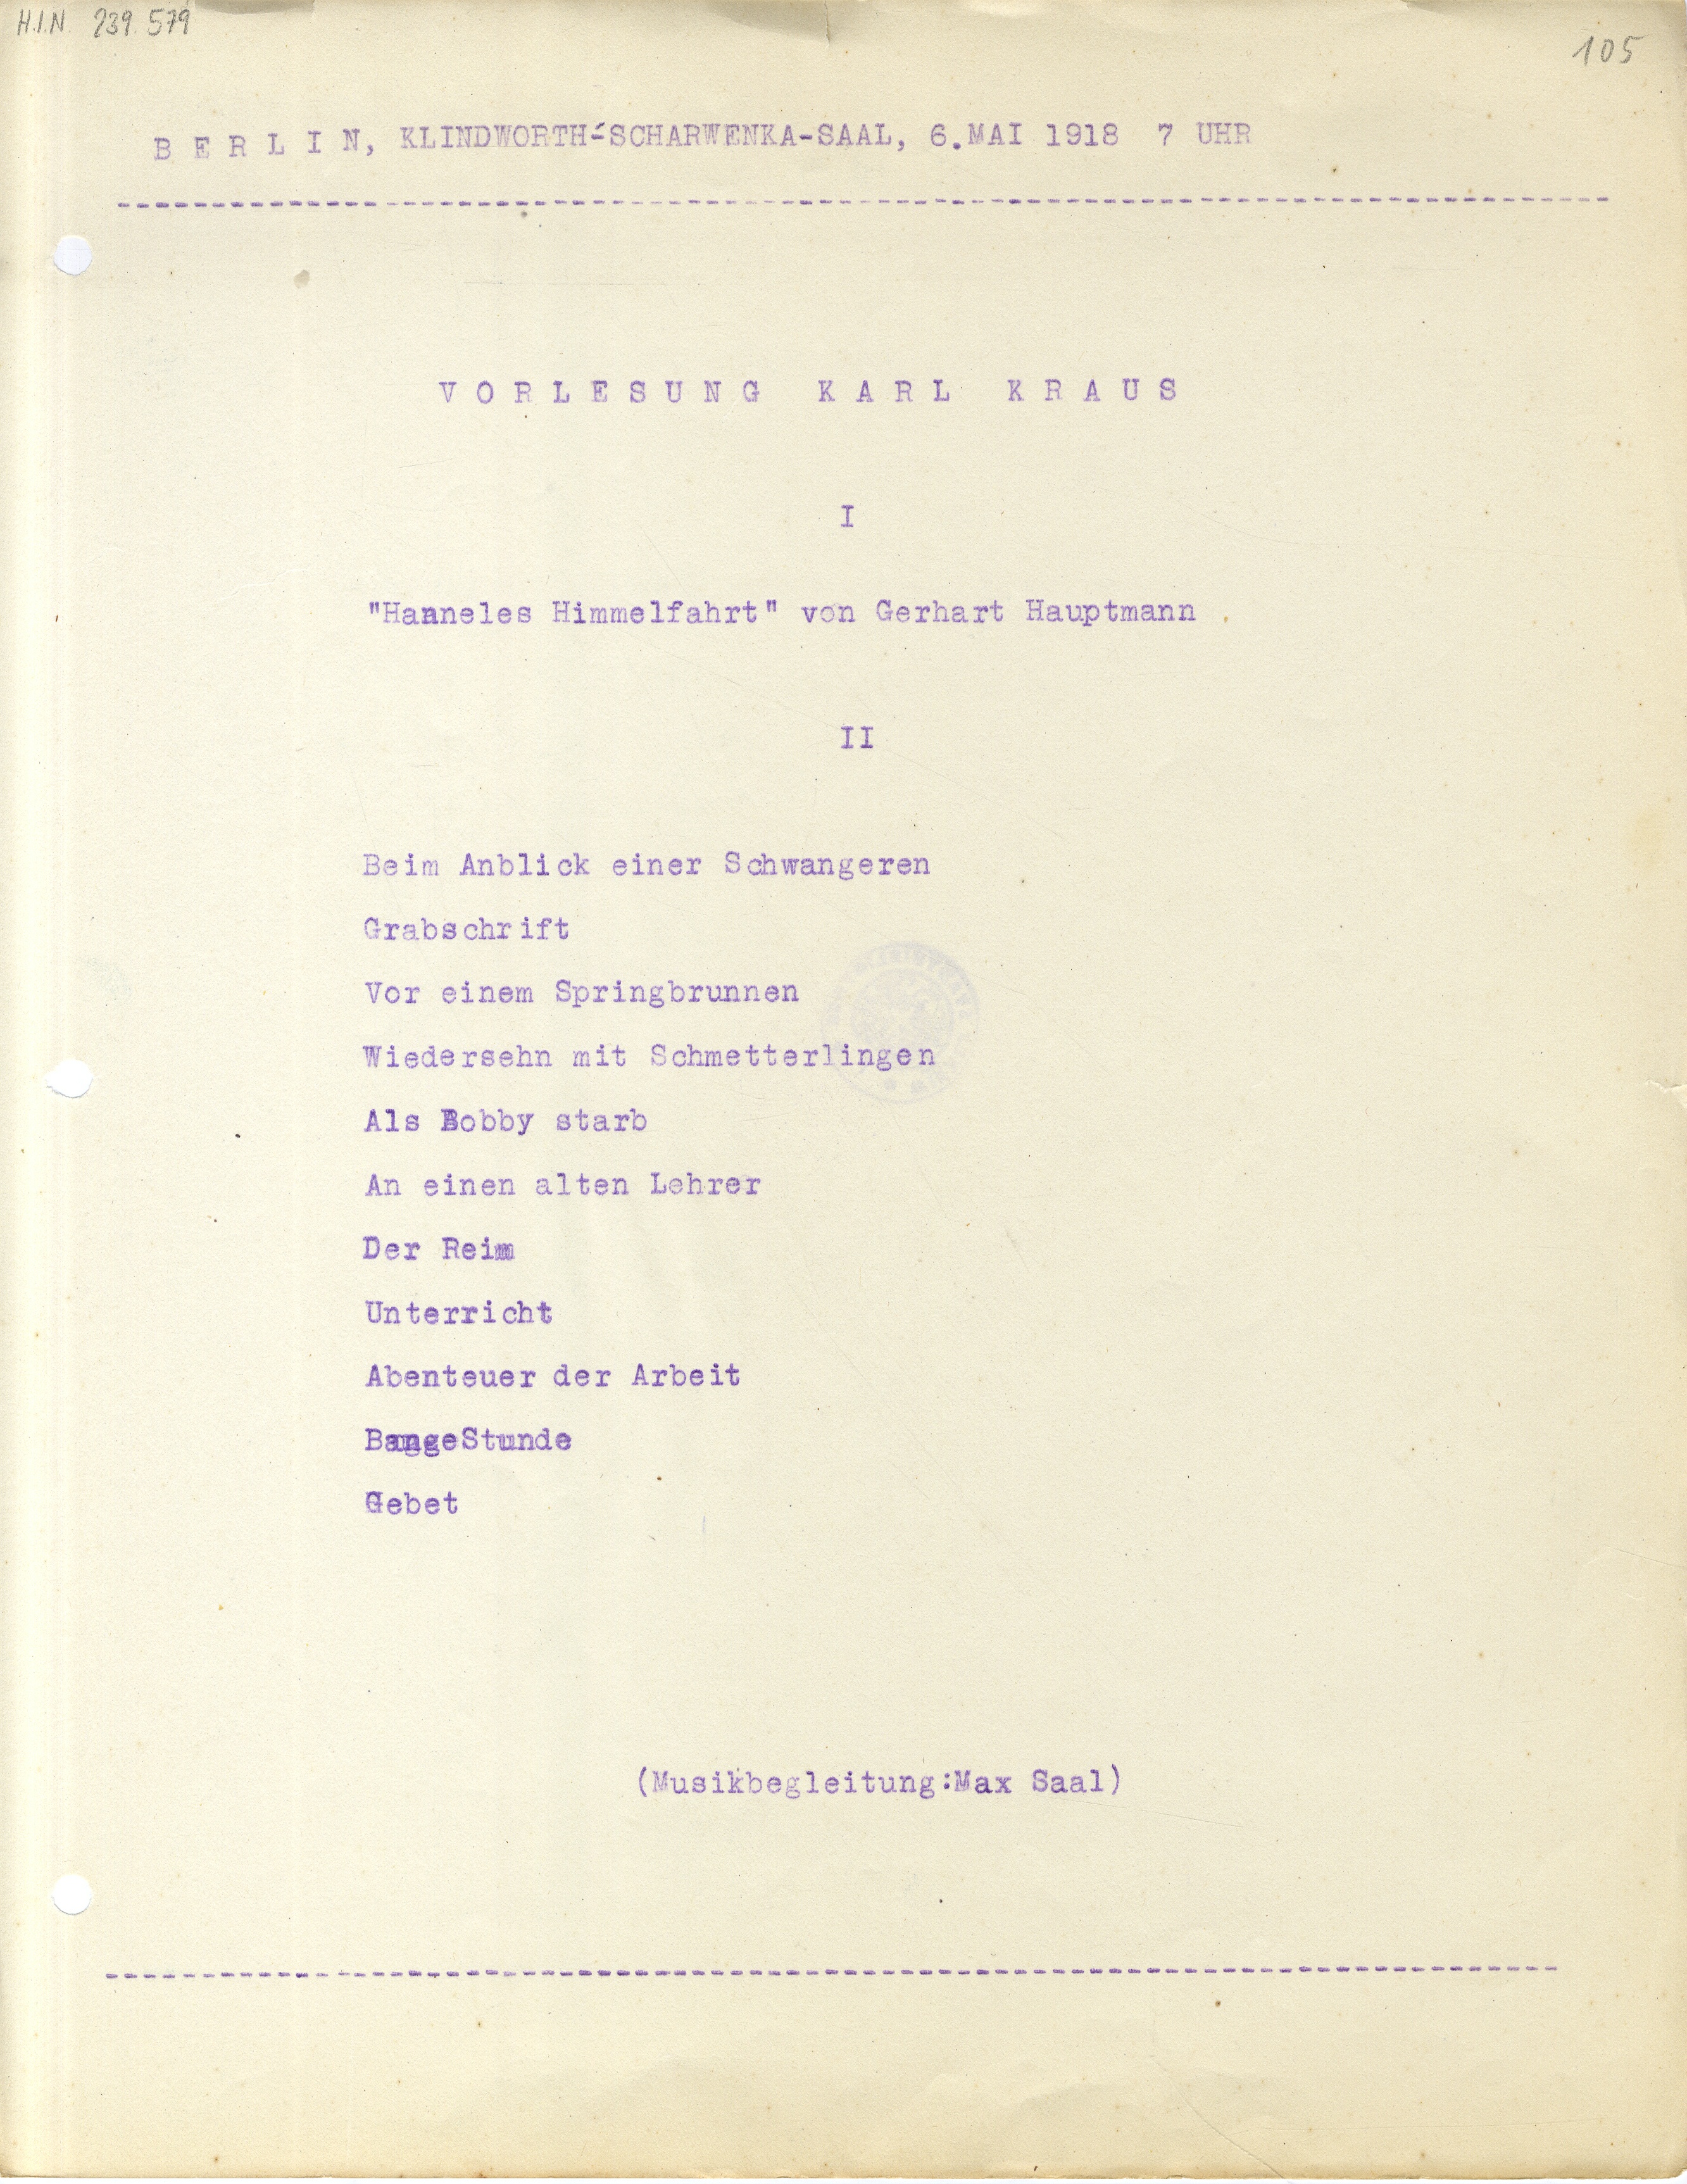 H.I.N. 239.579
105
B E R L I N, KLINDWORTH-SCHARWENKA-SAAL, 6.MAI 1918 7 UHR
V O R L E S U N G K A R L K R A U S
I
"Hanneles Himmelfahrt" von Gerhart Hauptmann
II
Beim Anblick einer Schwangeren
Grabschrift
Vor einem Springbrunnen
Wiedersehn mit Schmetterlingen
Als Bobby starb
An einen alten Lehrer
Der Reim
Unterricht
Abenteuer der Arbeit
Bange Stunde
Gebet
(Musikbegleitung:Max Saal)